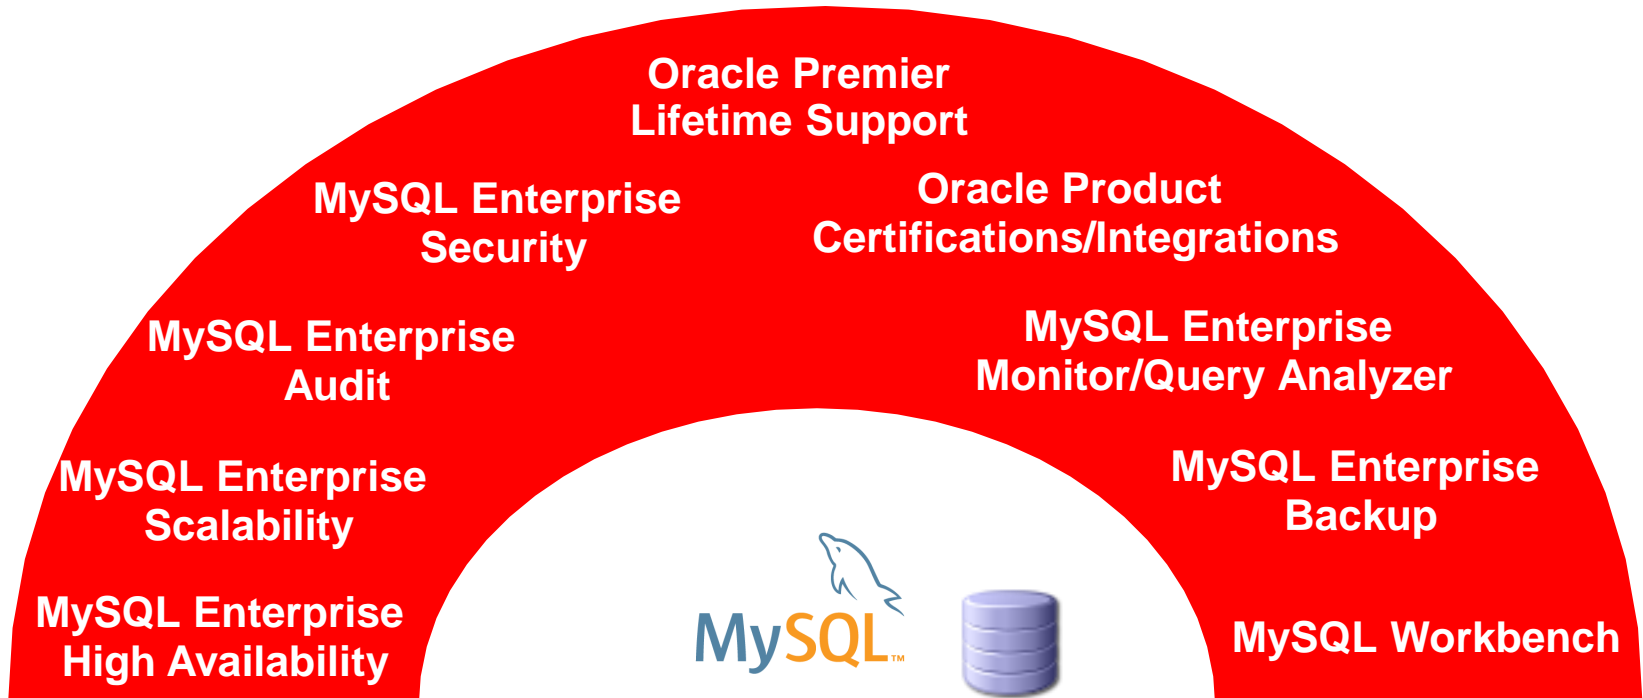 Oracle Premier
Lifetime Support
MySQL Enterprise
Security
Oracle Product
Certifications/Integrations
MySQL Enterprise
Audit
MySQL Enterprise
Monitor/Query Analyzer
MySQL Enterprise
Scalability
MySQL Enterprise
Backup
MySQL Enterprise
High Availability
MySQL™
MySQL Workbench